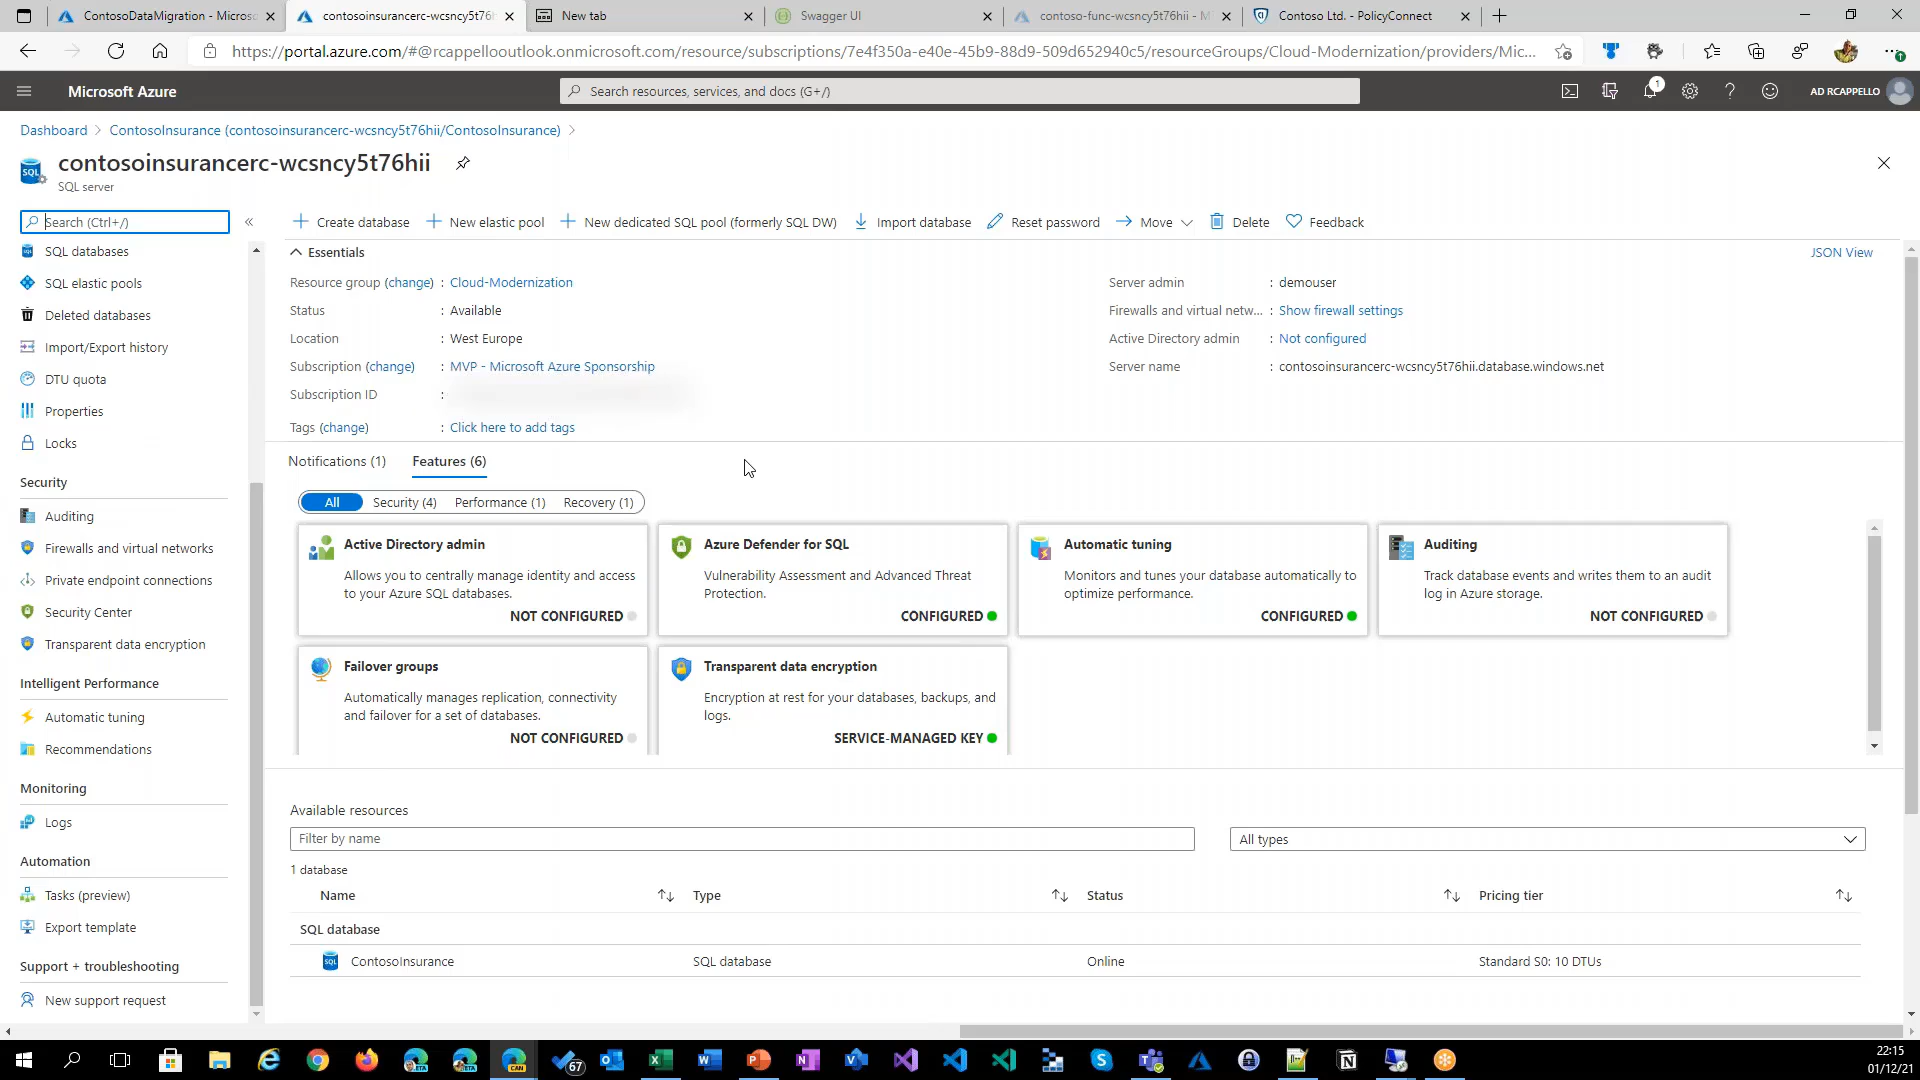 ContosoDataMigration - Micros
contosoinsurancerc-wcsncy5t76h
New tab
Swagger UI
contoso-func-wcsncy5t76hii - M
Contoso Ltd. - PolicyConnect
https://portal.azure.com/#@rcappellooutlook.onmicrosoft.com/resource/subscriptions/7e4f350a-e40e-45b9-88d9-509d652940c5/resourceGroups/Cloud-Modernization/providers/Mic...
Microsoft Azure
Search resources, services, and docs (G+/)
1
AD RCAPPELLO
Dashboard
ContosoInsurance (contosoinsurancerc-wcsncy5t76hii/ContosoInsurance)
contosoinsurancerc-wcsncy5t76hii
SQL server
Search (Ctrl+/)
Create database
New elastic pool
New dedicated SQL pool (formerly SQL DW)
Import database
Reset password
Move
Delete
Feedback
SQL databases
SQL elastic pools
Deleted databases
Import/Export history
DTU quota
Properties
Locks
Security
Auditing
Firewalls and virtual networks
Private endpoint connections
Security Center
Transparent data encryption
Intelligent Performance
Automatic tuning
Recommendations
Monitoring
Logs
Automation
Tasks (preview)
Export template
Support + troubleshooting
New support request
Essentials
JSON View
Resource group (change) : Cloud-Modernization
Status : Available
Location : West Europe
Subscription (change) : MVP - Microsoft Azure Sponsorship
Subscription ID :
Tags (change) : Click here to add tags
Server admin : demouser
Firewalls and virtual netw... : Show firewall settings
Active Directory admin : Not configured
Server name : contosoinsurancerc-wcsncy5t76hii.database.windows.net
Notifications (1)
Features (6)
All
Security (4)
Performance (1)
Recovery (1)
Active Directory admin
Allows you to centrally manage identity and access
to your Azure SQL databases.
NOT CONFIGURED
Azure Defender for SQL
Vulnerability Assessment and Advanced Threat
Protection.
CONFIGURED
Automatic tuning
Monitors and tunes your database automatically to
optimize performance.
CONFIGURED
Auditing
Track database events and writes them to an audit
log in Azure storage.
NOT CONFIGURED
Failover groups
Automatically manages replication, connectivity
and failover for a set of databases.
NOT CONFIGURED
Transparent data encryption
Encryption at rest for your databases, backups, and
logs.
SERVICE-MANAGED KEY
Available resources
Filter by name
All types
1 database
Name
Type
Status
Pricing tier
SQL database
ContosoInsurance
SQL database
Online
Standard S0: 10 DTUs
67
22:15
01/12/21